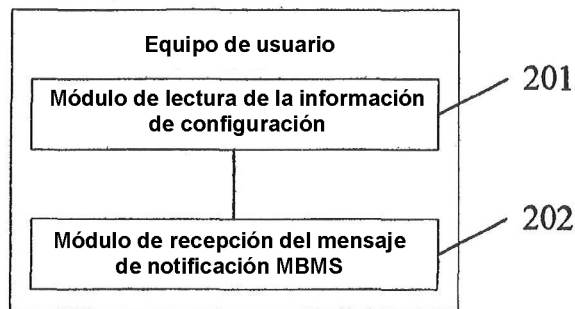 Equipo de usuario
Módulo de lectura de la información
de configuración
201
Módulo de recepción del mensaje
de notificación MBMS
202